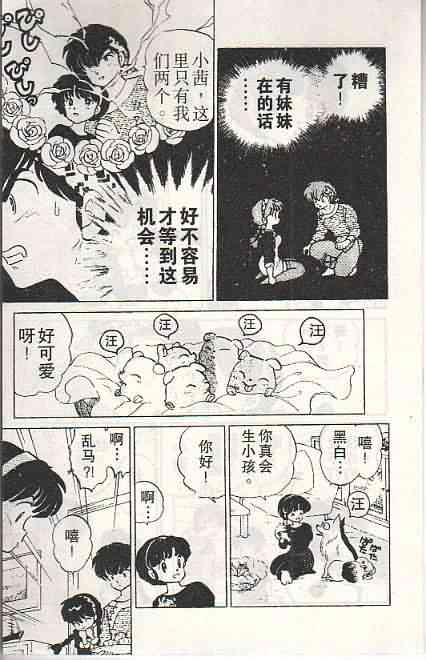 糟
了！
有妹妹
在的话
……
小茜，这
里只有我
们两个。
好不容易
才等到这
机会……
汪
汪
汪
汪
好可爱
呀！
嘻！
黑白…
汪
你真会
生小孩。
你好！
啊…
啊…
乱马?!
嘻！